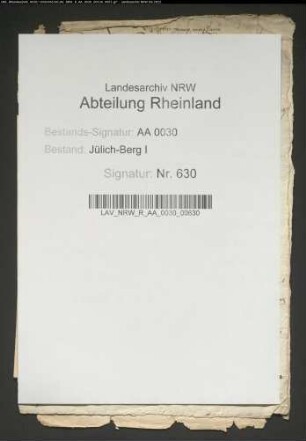 Landesarchiv NRW
Abteilung Rheinland
Bestands-Signatur: AA 0030
Bestand: Jülich-Berg I
Signatur: Nr. 630
LAV_NRW_R_AA_0030_00630